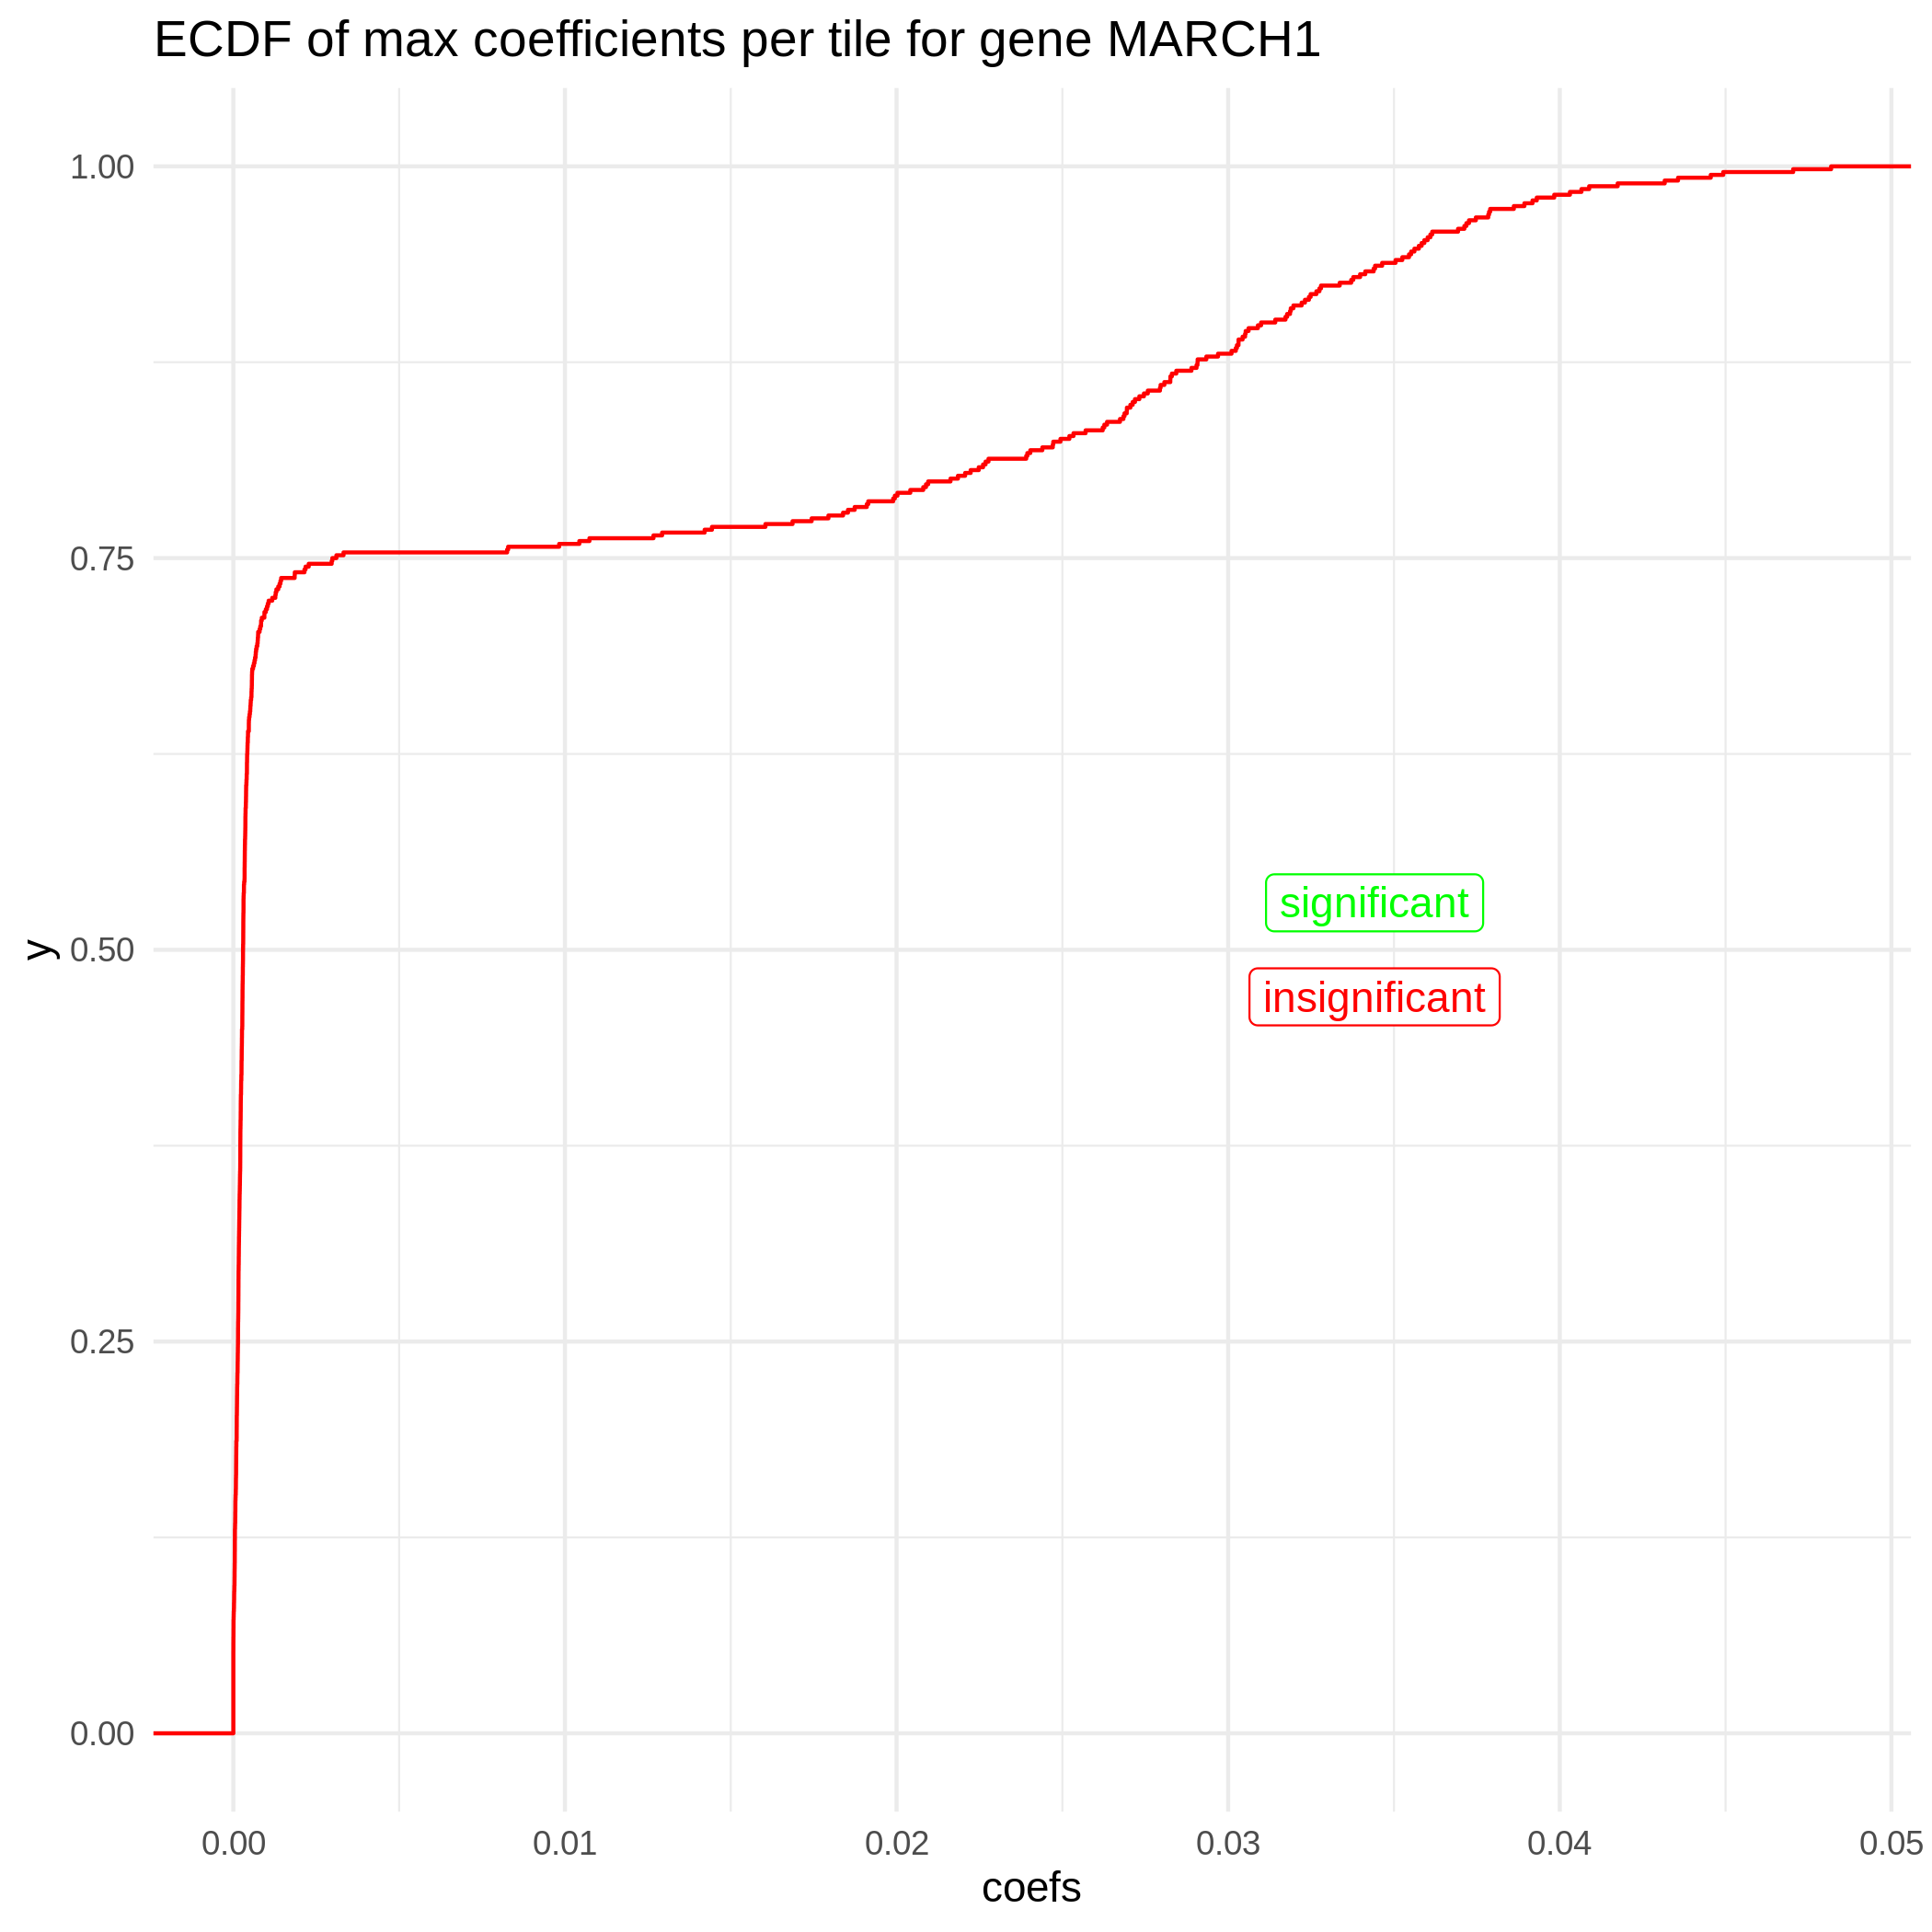 ECDF of max coefficients per tile for gene MARCH1
1.00
0.75
0.50
0.25
0.00
y
significant
insignificant
0.00 0.01 0.02 0.03 0.04 0.05
coefs